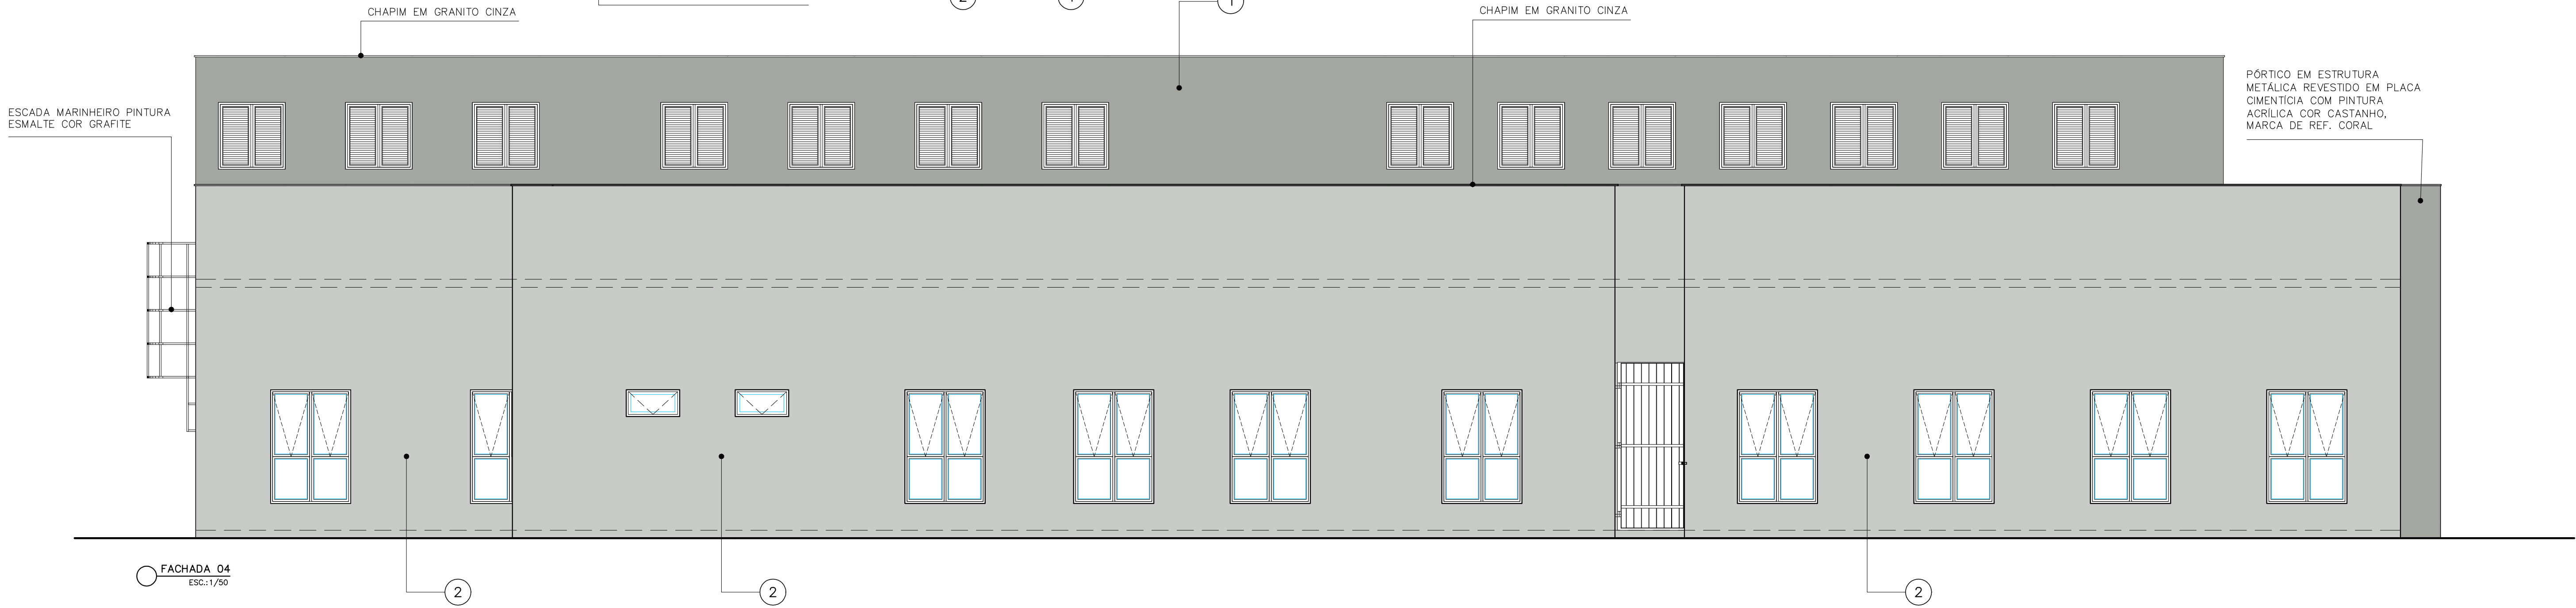 CHAPIM EM GRANITO CINZA
CHAPIM EM GRANITO CINZA
ESCADA MARINHEIRO PINTURA
ESMALTE COR GRAFITE
PÓRTICO EM ESTRUTURA
METÁLICA REVESTIDO EM PLACA
CIMENTÍCIA COM PINTURA
ACRÍLICA COR CASTANHO,
MARCA DE REF. CORAL
FACHADA 04
ESC.:1/50
2
2
2